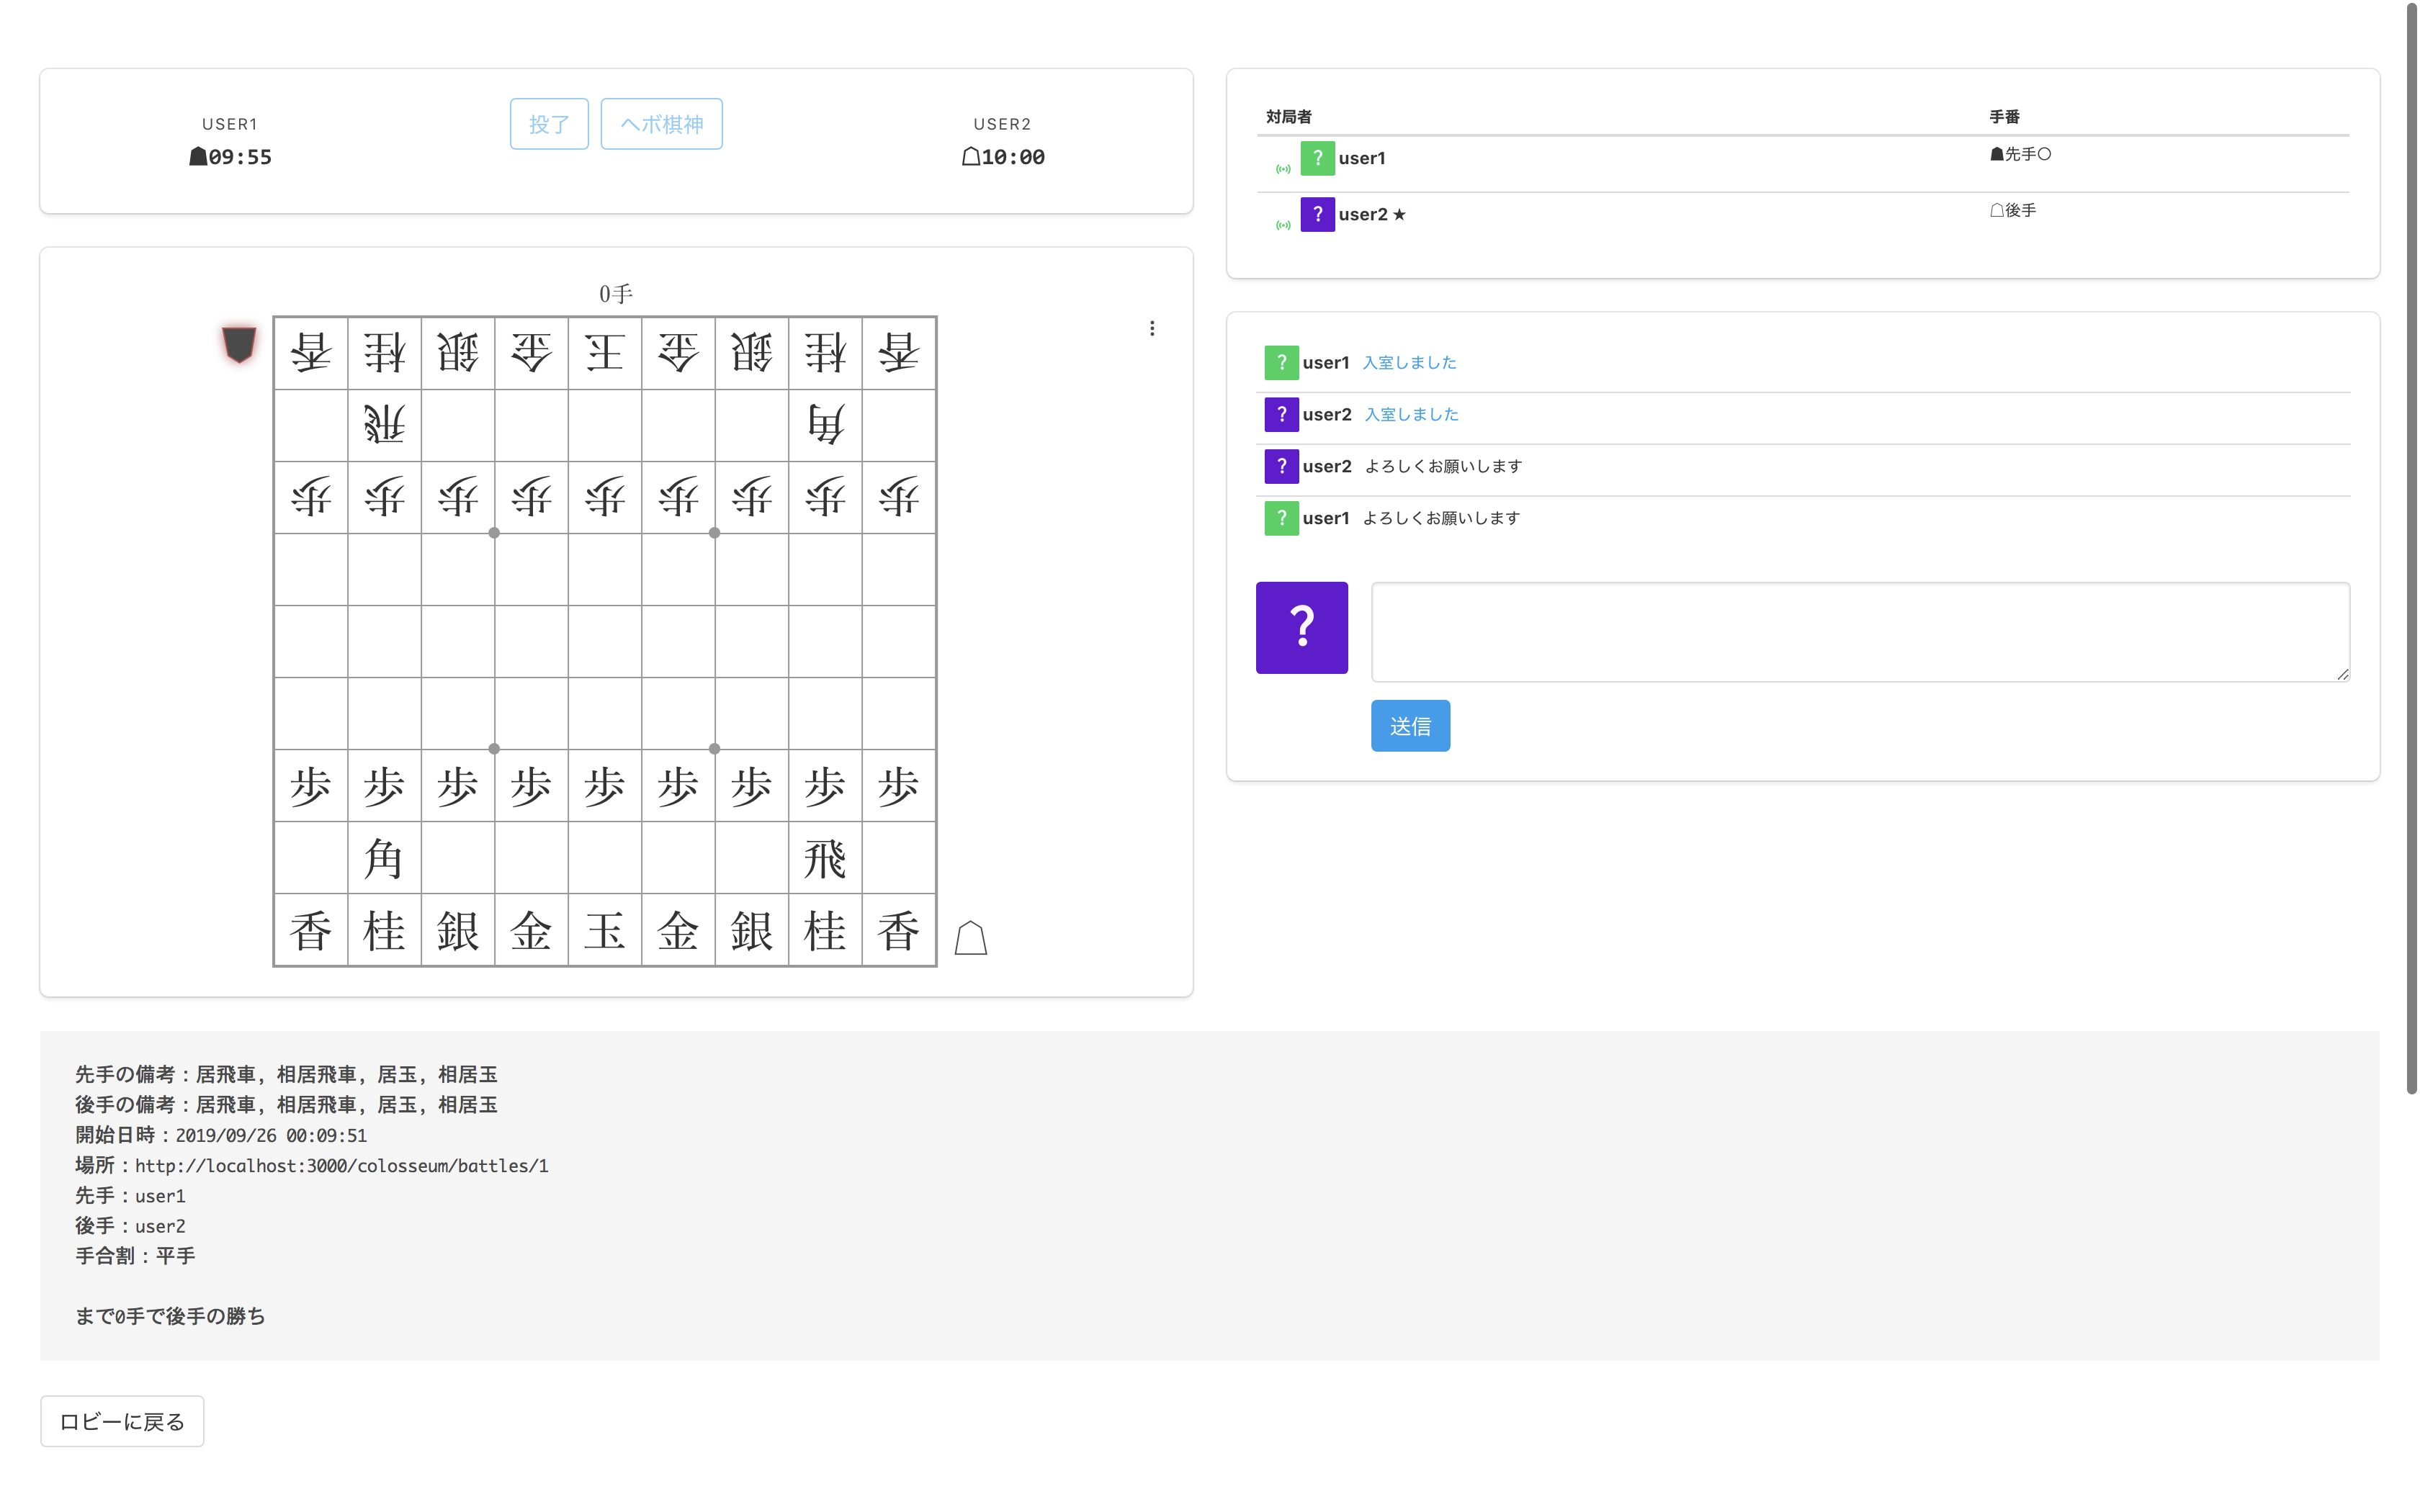 USER1
☗09:55
投了
ヘボ棋神
USER2
☖10:00
0手
香桂銀金王金銀桂香
飛角
歩歩歩歩歩歩歩歩歩
歩歩歩歩歩歩歩歩歩
角飛
香桂銀金玉金銀桂香
対局者 手番
? user1 ☗先手○
? user2 ★ ☖後手
? user1 入室しました
? user2 入室しました
? user2 よろしくお願いします
? user1 よろしくお願いします
?
送信
先手の備考：居飛車, 相居飛車, 居玉, 相居玉
後手の備考：居飛車, 相居飛車, 居玉, 相居玉
開始日時：2019/09/26 00:09:51
場所：http://localhost:3000/colosseum/battles/1
先手：user1
後手：user2
手合割：平手
まで0手で後手の勝ち
ロビーに戻る